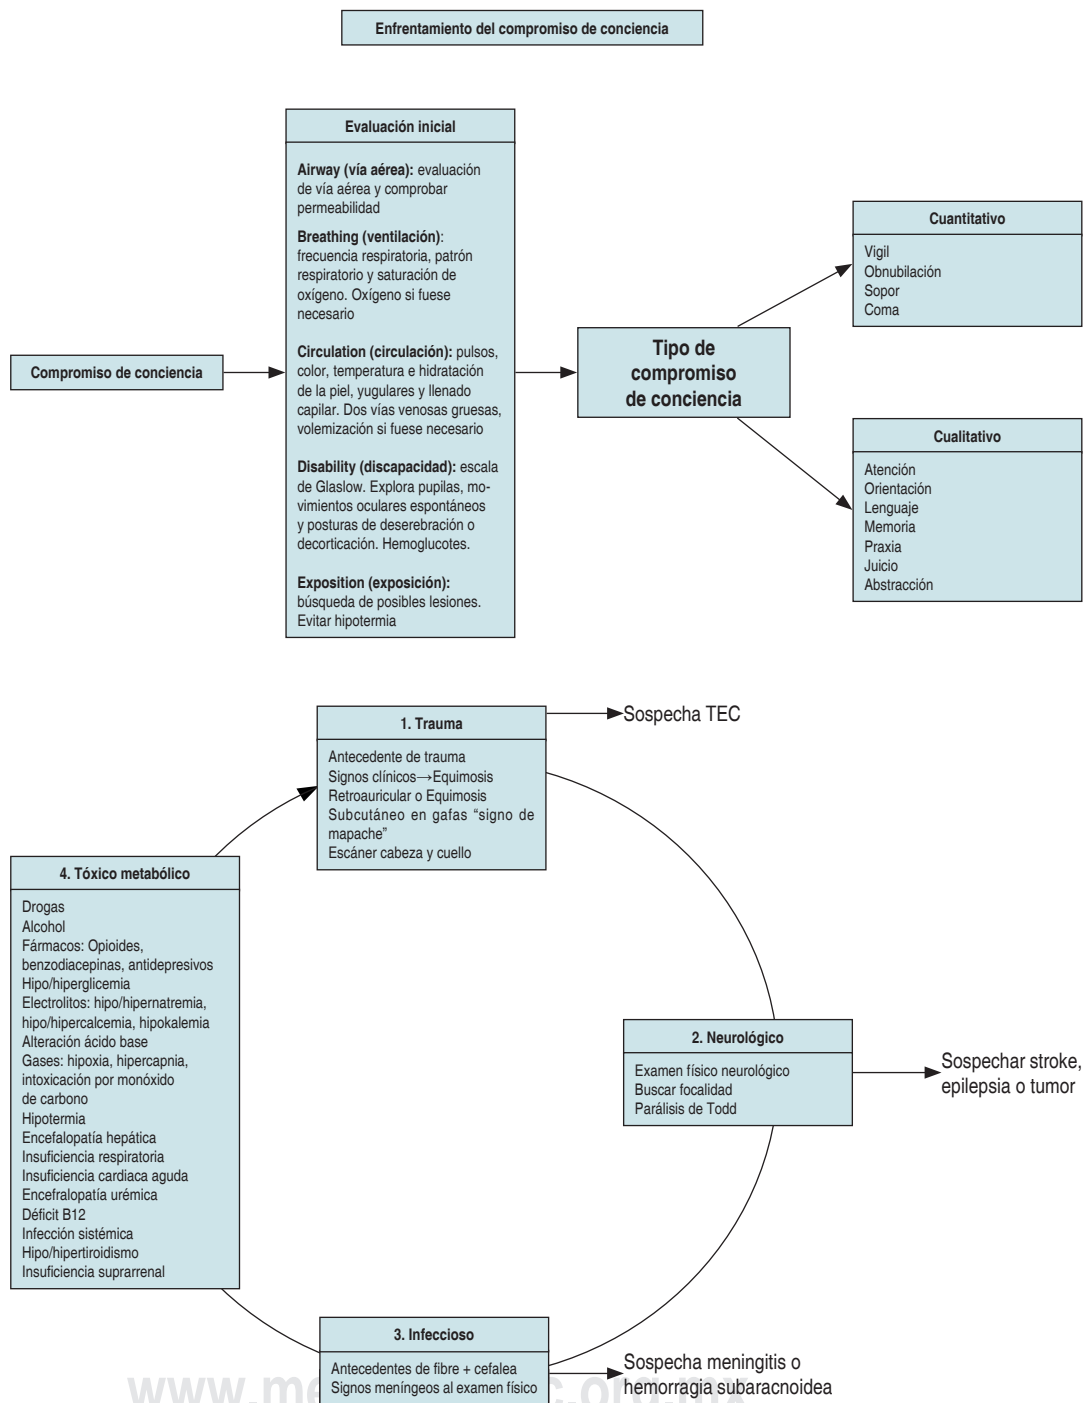 Enfrentamiento del compromiso de conciencia
Compromiso de conciencia
Evaluación inicial
Airway (vía aérea): evaluación
de vía aérea y comprobar
permeabilidad
Breathing (ventilación):
frecuencia respiratoria, patrón
respiratorio y saturación de
oxígeno. Oxígeno si fuese
necesario
Circulation (circulación): pulsos,
color, temperatura e hidratación
de la piel, yugulares y llenado
capilar. Dos vías venosas gruesas,
volemización si fuese necesario
Disability (discapacidad): escala
de Glaslow. Explora pupilas, mo-
vimientos oculares espontáneos
y posturas de deserebración o
decorticación. Hemoglucotes.
Exposition (exposición):
búsqueda de posibles lesiones.
Evitar hipotermia
Tipo de
compromiso
de conciencia
Cuantitativo
Vigil
Obnubilación
Sopor
Coma
Cualitativo
Atención
Orientación
Lenguaje
Memoria
Praxia
Juicio
Abstracción
1. Trauma
Antecedente de trauma
Signos clínicos→Equimosis
Retroauricular o Equimosis
Subcutáneo en gafas “signo de
mapache”
Escáner cabeza y cuello
Sospecha TEC
2. Neurológico
Examen físico neurológico
Buscar focalidad
Parálisis de Todd
Sospechar stroke,
epilepsia o tumor
3. Infeccioso
Antecedentes de fibre + cefalea
Signos meníngeos al examen físico
Sospecha meningitis o
hemorragia subaracnoidea
4. Tóxico metabólico
Drogas
Alcohol
Fármacos: Opioides,
benzodiacepinas, antidepresivos
Hipo/hiperglicemia
Electrolitos: hipo/hipernatremia,
hipo/hipercalcemia, hipokalemia
Alteración ácido base
Gases: hipoxia, hipercapnia,
intoxicación por monóxido
de carbono
Hipotermia
Encefalopatía hepática
Insuficiencia respiratoria
Insuficiencia cardiaca aguda
Encefralopatía urémica
Déficit B12
Infección sistémica
Hipo/hipertiroidismo
Insuficiencia suprarrenal